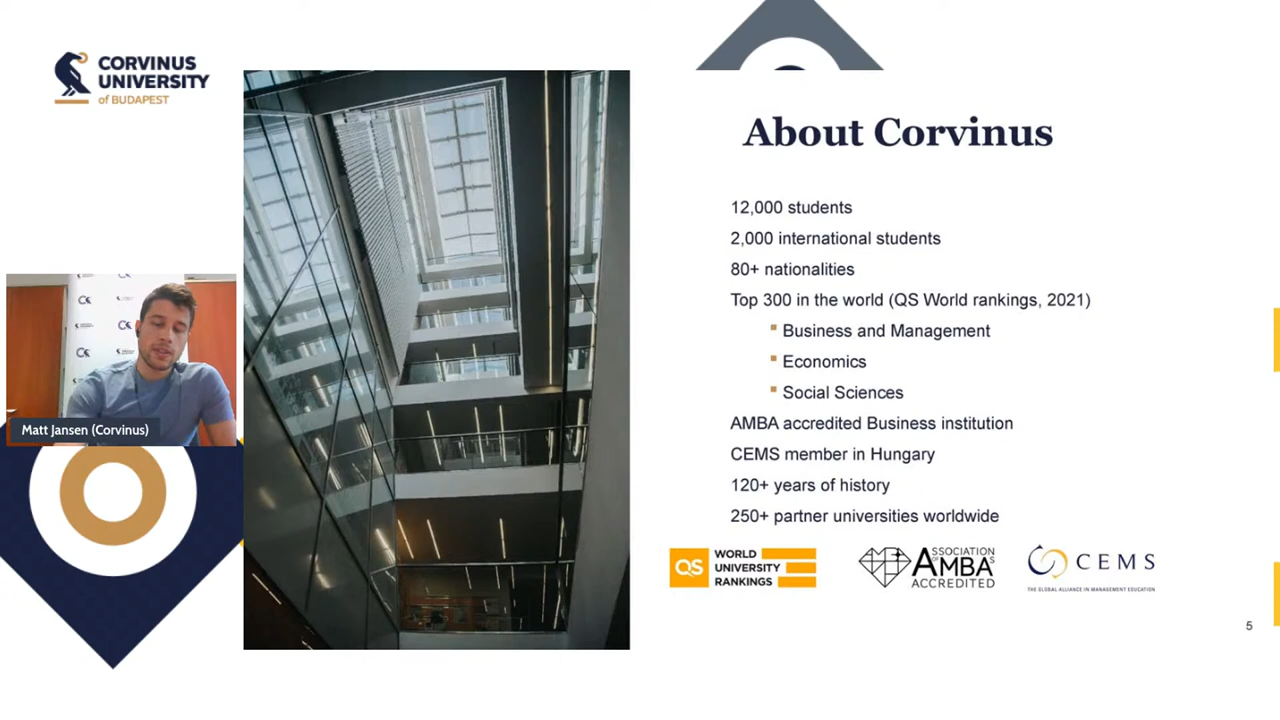 CORVINUS
UNIVERSITY
of BUDAPEST
About Corvinus
12,000 students
2,000 international students
80+ nationalities
Top 300 in the world (QS World rankings, 2021)
Business and Management
Economics
Social Sciences
AMBA accredited Business institution
CEMS member in Hungary
120+ years of history
250+ partner universities worldwide
Matt Jansen (Corvinus)
QS WORLD
UNIVERSITY
RANKINGS
ASSOCIATION
OF AMBAS
ACCREDITED
CEMS
THE GLOBAL ALLIANCE IN MANAGEMENT EDUCATION
5